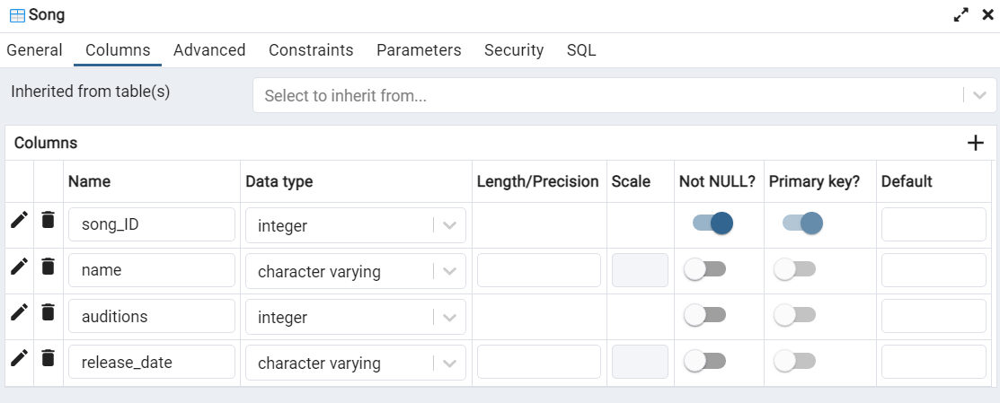 Song
General Columns Advanced Constraints Parameters Security SQL
Inherited from table(s) Select to inherit from...
Columns
Name Data type Length/Precision Scale Not NULL? Primary key? Default
song_ID integer
name character varying
auditions integer
release_date character varying